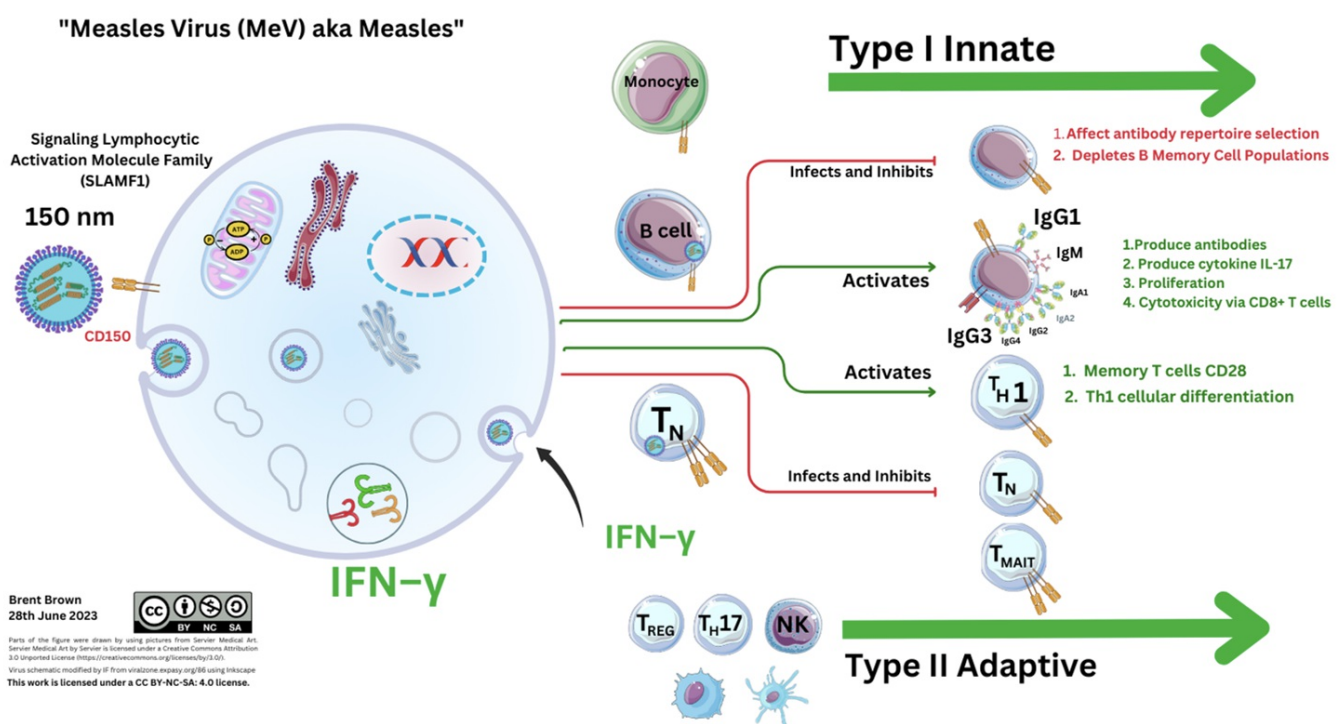 "Measles Virus (MeV) aka Measles"
Type I Innate
Monocyte
Signaling Lymphocytic
Activation Molecule Family
(SLAMF1)
150 nm
CD150
P
ATP
ADP
P
B cell
Infects and Inhibits
1.Affect antibody repertoire selection
2. Depletes B Memory Cell Populations
Activates
IgG1
IgM
IgA1
IgA2
IgG2
IgG4
IgG3
1.Produce antibodies
2. Produce cytokine IL-17
3. Proliferation
4. Cytotoxicity via CD8+ T cells
Activates
TH1
1. Memory T cells CD28
2. Th1 cellular differentiation
TN
Infects and Inhibits
TN
TMAIT
IFN-γ
IFN-γ
TREG
TH17
NK
Type II Adaptive
Brent Brown
28th June 2023
CC
BY NC SA
Parts of the figure were drawn by using pictures from Servier Medical Art.
Servier Medical Art by Servier is licensed under a Creative Commons Attribution
3.0 Unported License (https://creativecommons.org/licenses/by/3.0/).
Virus schematic modified by IF from viralzone.expasy.org/86 using Inkscape
This work is licensed under a CC BY-NC-SA: 4.0 license.